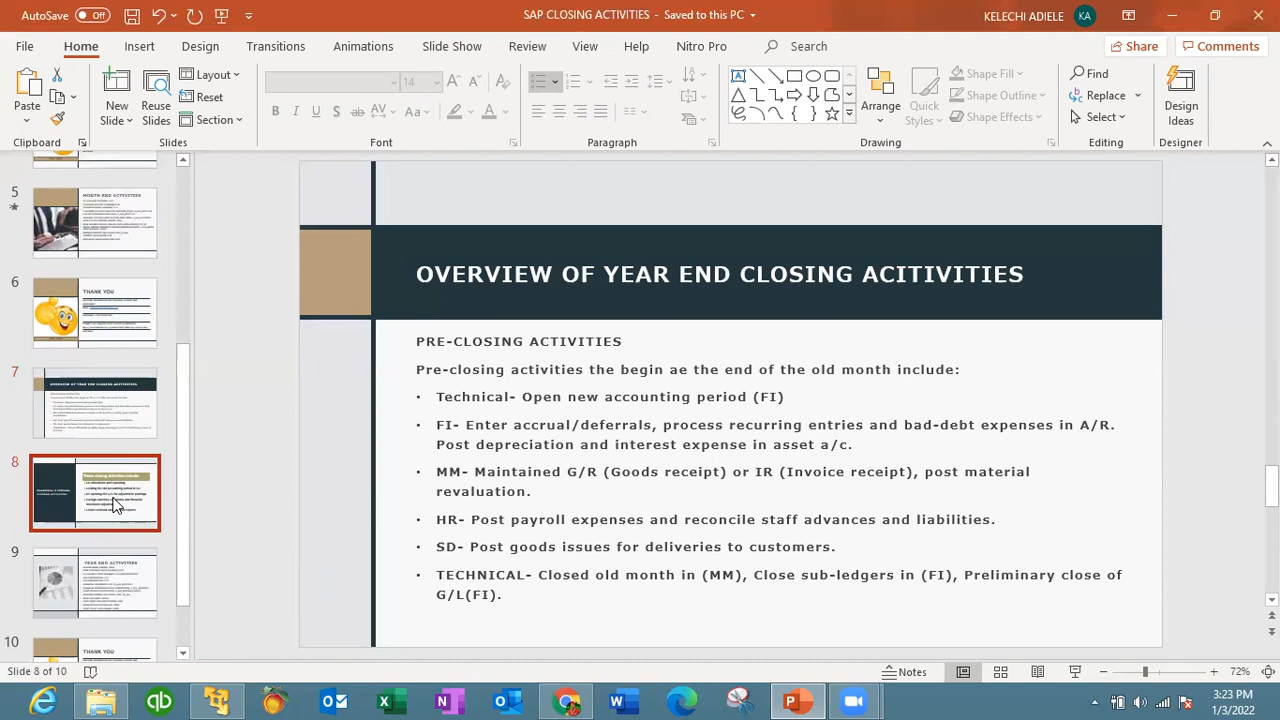 AutoSave Off
SAP CLOSING ACTIVITIES - Saved to this PC
KELECHI ADIELE KA
File Home Insert Design Transitions Animations Slide Show Review View Help Nitro Pro Search Share Comments
Paste
New Slide
Reuse Slides
Layout
Reset
Section
14
Arrange
Quick Styles
Shape Fill
Shape Outline
Shape Effects
Find
Replace
Select
Design Ideas
Clipboard Slides Font Paragraph Drawing Editing Designer
5
MONTH END ACTIVITIES
6
THANK YOU
7
OVERVIEW OF YEAR END CLOSING ACITIVITIES
8
9
YEAR END ACTIVITIES
10
THANK YOU
OVERVIEW OF YEAR END CLOSING ACITIVITIES
PRE-CLOSING ACTIVITIES
Pre-closing activities the begin ae the end of the old month include:
• Technical- Open new accounting period (FI)
• FI- Enter accrual/deferrals, process recurring entries and bad-debt expenses in A/R.
Post depreciation and interest expense in asset a/c.
• MM- Maintained G/R (Goods receipt) or IR (Invoice receipt), post material
revaluation.
• HR- Post payroll expenses and reconcile staff advances and liabilities.
• SD- Post goods issues for deliveries to customers.
• TECHNICAL- old month in (MM), in (FI) close of
G/L(FI).
Slide 8 of 10
Notes
72%
3:23 PM
1/3/2022